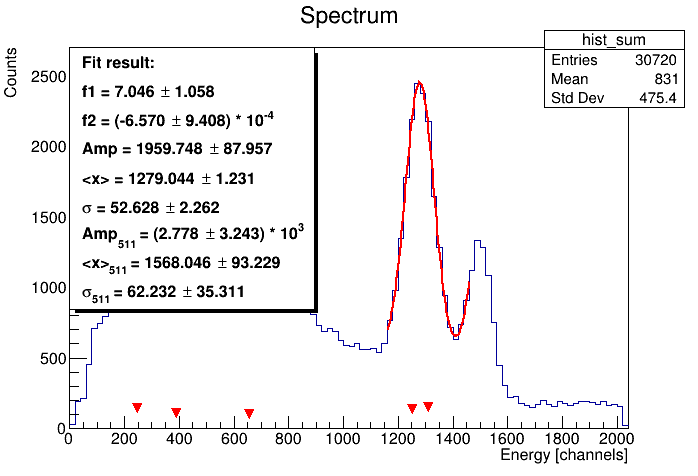 Spectrum
hist_sum
Entries 30720
Mean 831
Std Dev 475.4
Counts
Fit result:
f1 = 7.046 ± 1.058
f2 = (-6.570 ± 9.408) * 10^-4
Amp = 1959.748 ± 87.957
<x> = 1279.044 ± 1.231
σ = 52.628 ± 2.262
Amp_511 = (2.778 ± 3.243) * 10^3
<x>_511 = 1568.046 ± 93.229
σ_511 = 62.232 ± 35.311
2500
2000
1500
1000
500
0
0 200 400 600 800 1000 1200 1400 1600 1800 2000
Energy [channels]